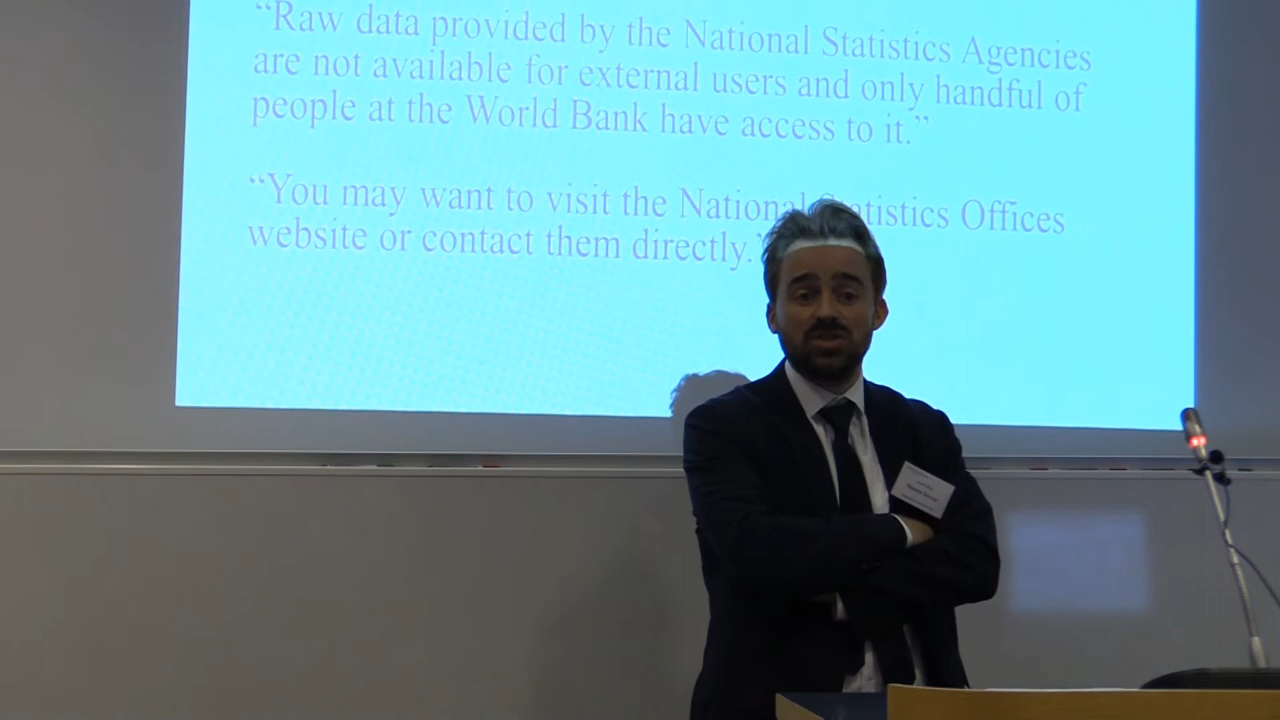 “Raw data provided by the National Statistics Agencies
are not available for external users and only handful of
people at the World Bank have access to it.”
“You may want to visit the National Statistics Offices
website or contact them directly.”